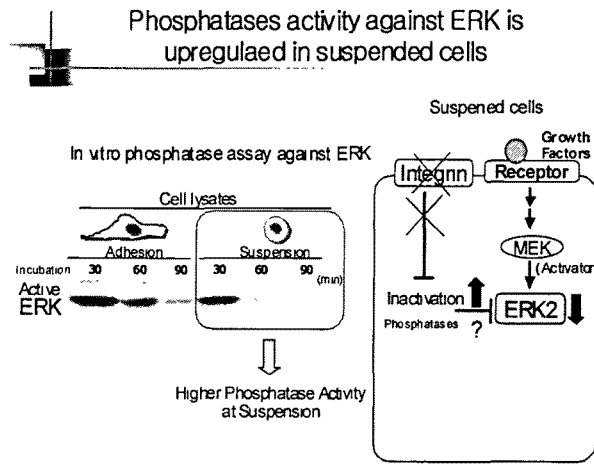 Phosphatases activity against ERK is
upregulaed in suspended cells
Suspened cells
In vitro phosphatase assay against ERK
Cell lysates
Adhesion
Suspension
Incubation 30 60 90 30 60 90
(min)
Active
ERK
Higher Phosphatase Activity
at Suspension
Growth
Factors
Integrin
Receptor
MEK
(Activator
Inactivation
Phosphatases
?
ERK2